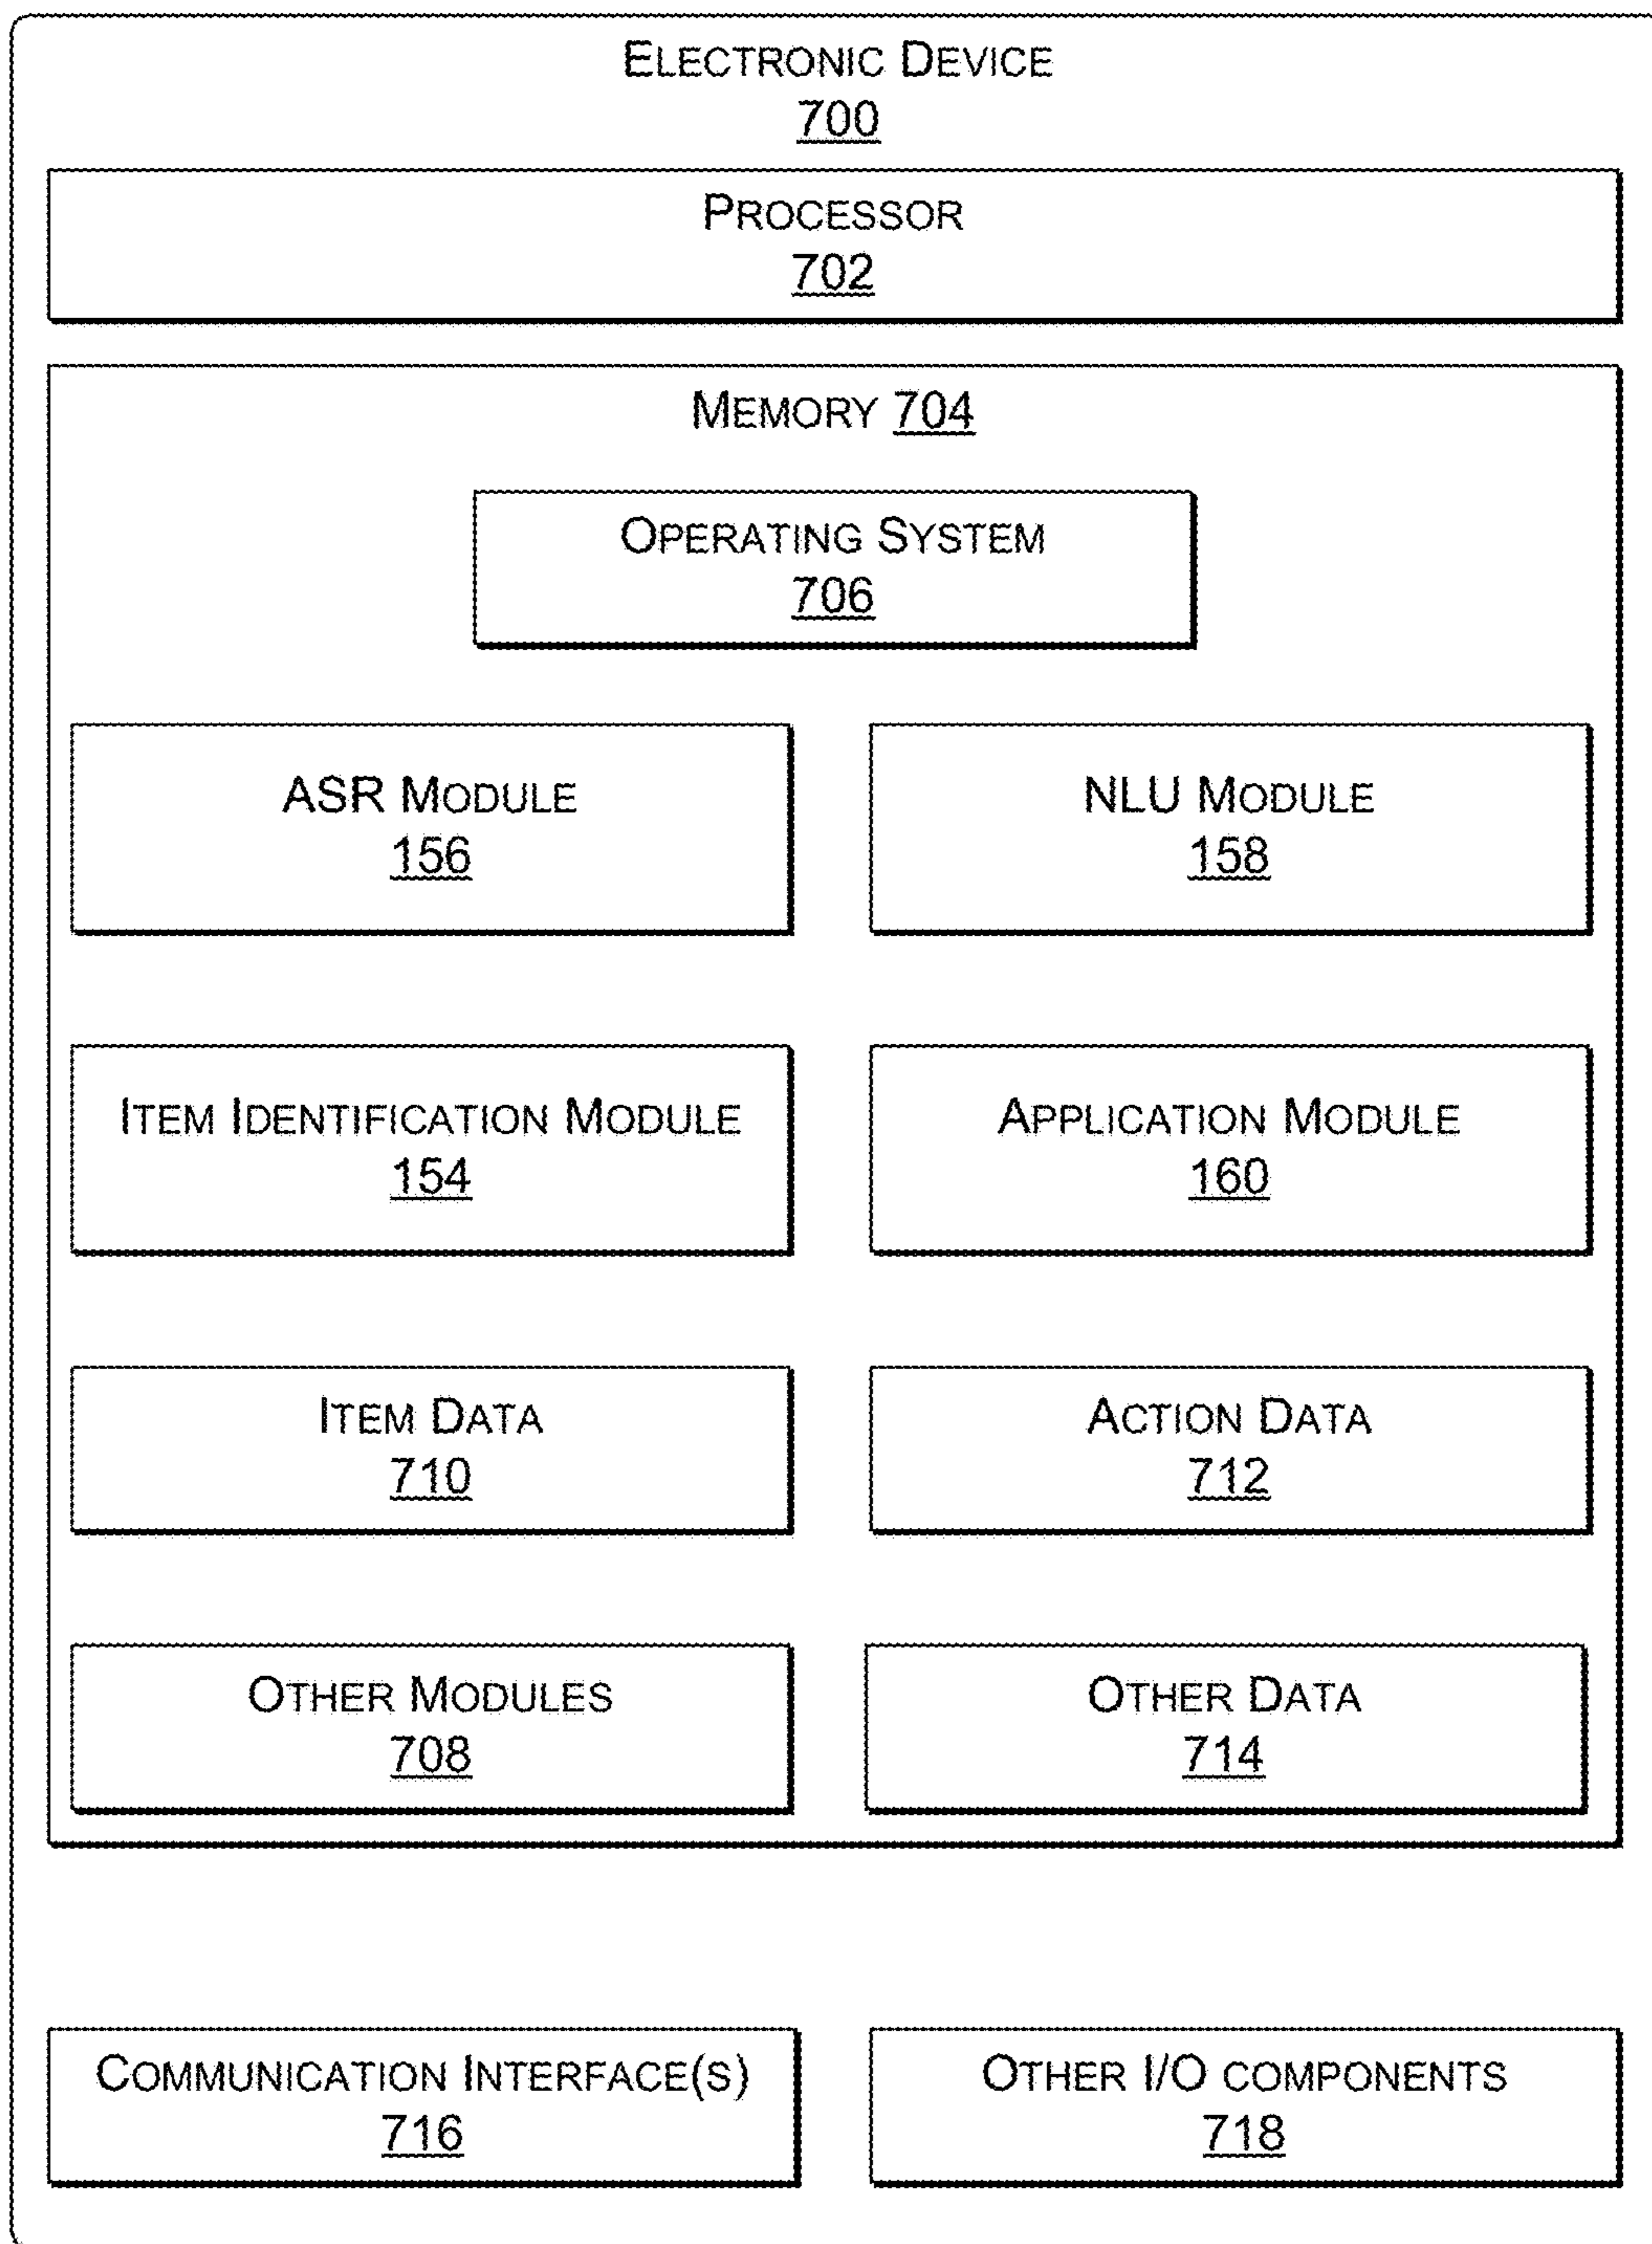 ELECTRONIC DEVICE
700
PROCESSOR
702
MEMORY 704
OPERATING SYSTEM
706
ASR MODULE
156
NLU MODULE
158
ITEM IDENTIFICATION MODULE
154
APPLICATION MODULE
160
ITEM DATA
710
ACTION DATA
712
OTHER MODULES
708
OTHER DATA
714
COMMUNICATION INTERFACE(S)
716
OTHER I/O COMPONENTS
718